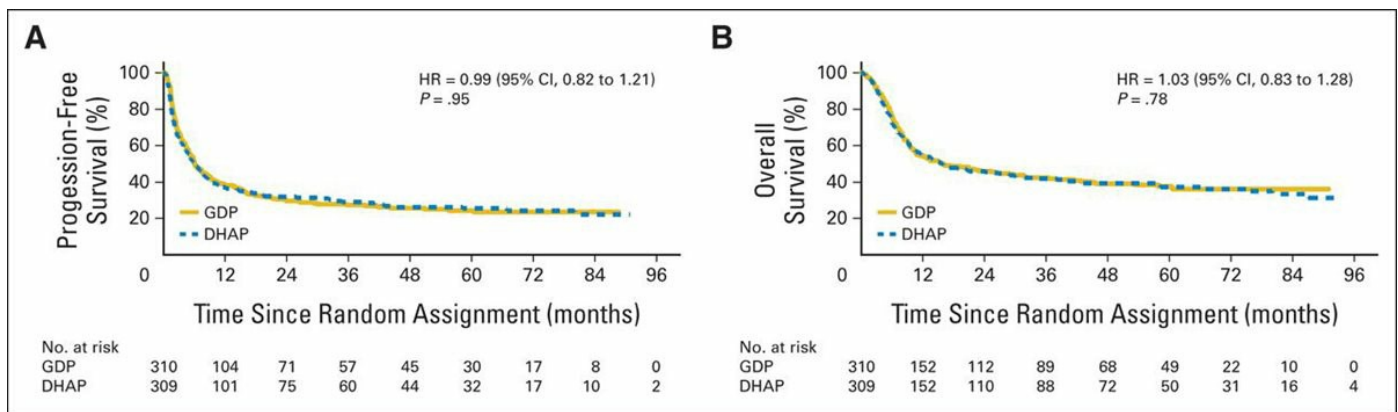 A
Progession-Free
Survival (%)
100
80
60
40
20
0
HR = 0.99 (95% CI, 0.82 to 1.21)
P = .95
GDP
DHAP
12 24 36 48 60 72 84 96
Time Since Random Assignment (months)
No. at risk
GDP 310 104 71 57 45 30 17 8 0
DHAP 309 101 75 60 44 32 17 10 2
B
Overall
Survival (%)
100
80
60
40
20
0
HR = 1.03 (95% CI, 0.83 to 1.28)
P = .78
GDP
DHAP
12 24 36 48 60 72 84 96
Time Since Random Assignment (months)
No. at risk
GDP 310 152 112 89 68 49 22 10 0
DHAP 309 152 110 88 72 50 31 16 4